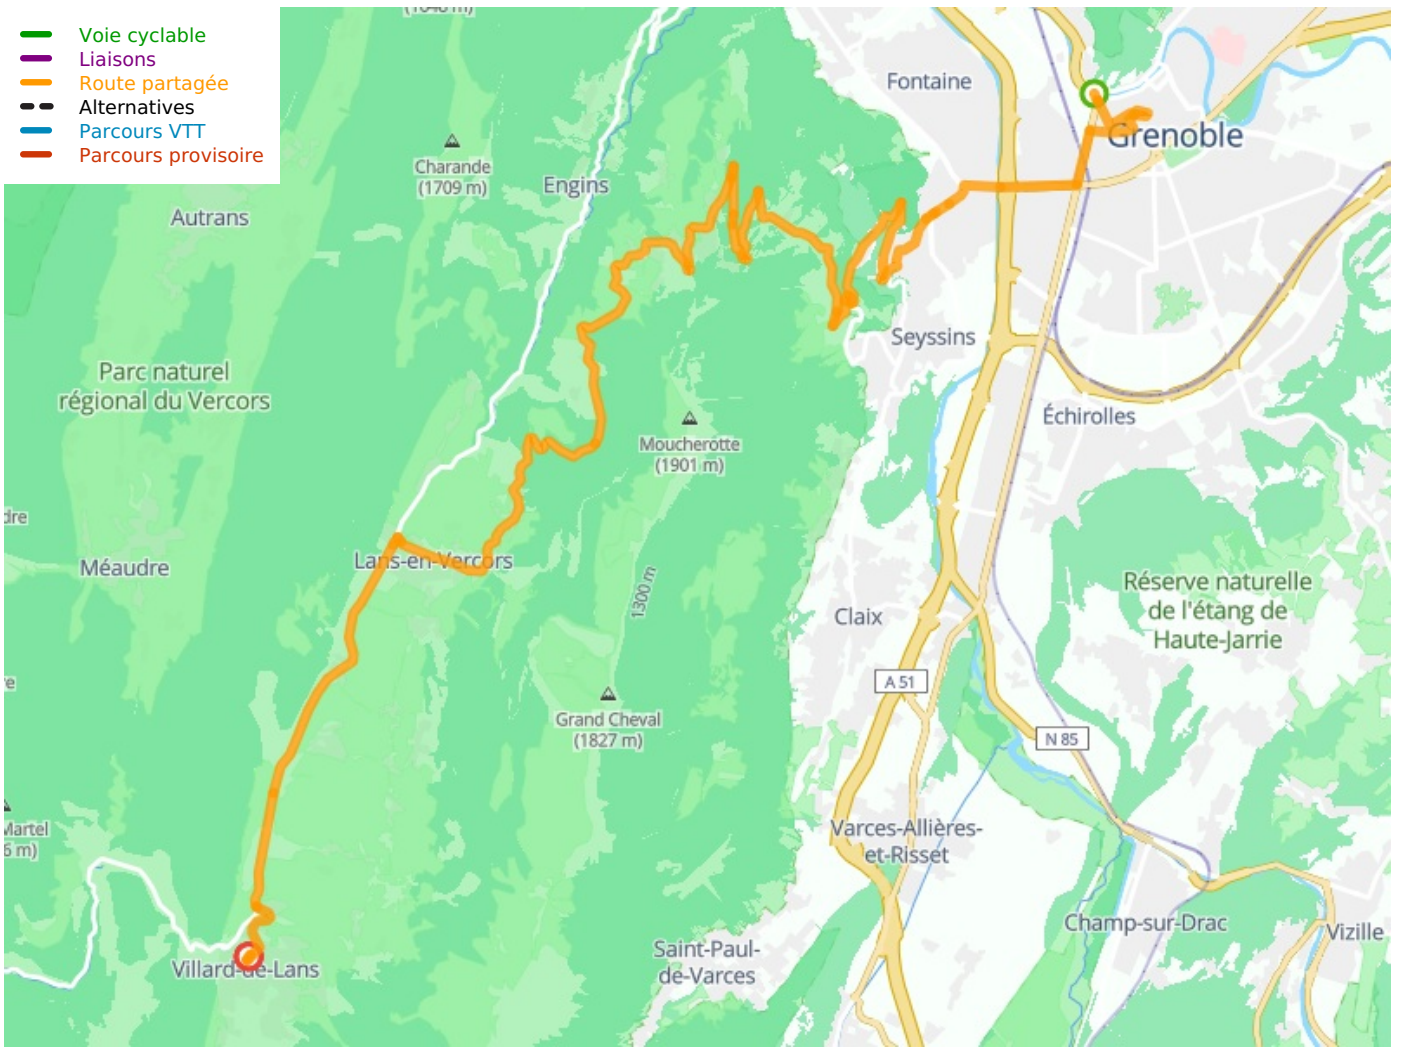 Voie cyclable
Liaisons
Route partagée
Alternatives
Parcours VTT
Parcours provisoire
Fontaine
Grenoble
Charande
(1709 m)
Engins
Autrans
Seyssins
Parc naturel
régional du Vercors
Échirolles
Moucherotte
(1901 m)
dre
Méaudre
Lans-en-Vercors
1300 m
Réserve naturelle
de l'étang de
Haute-Jarrie
Claix
A 51
re
Grand Cheval
(1827 m)
N 85
Martel
6 m)
Varces-Allières-
et-Risset
Champ-sur-Drac
Vizille
Saint-Paul-
de-Varces
Villard-de-Lans